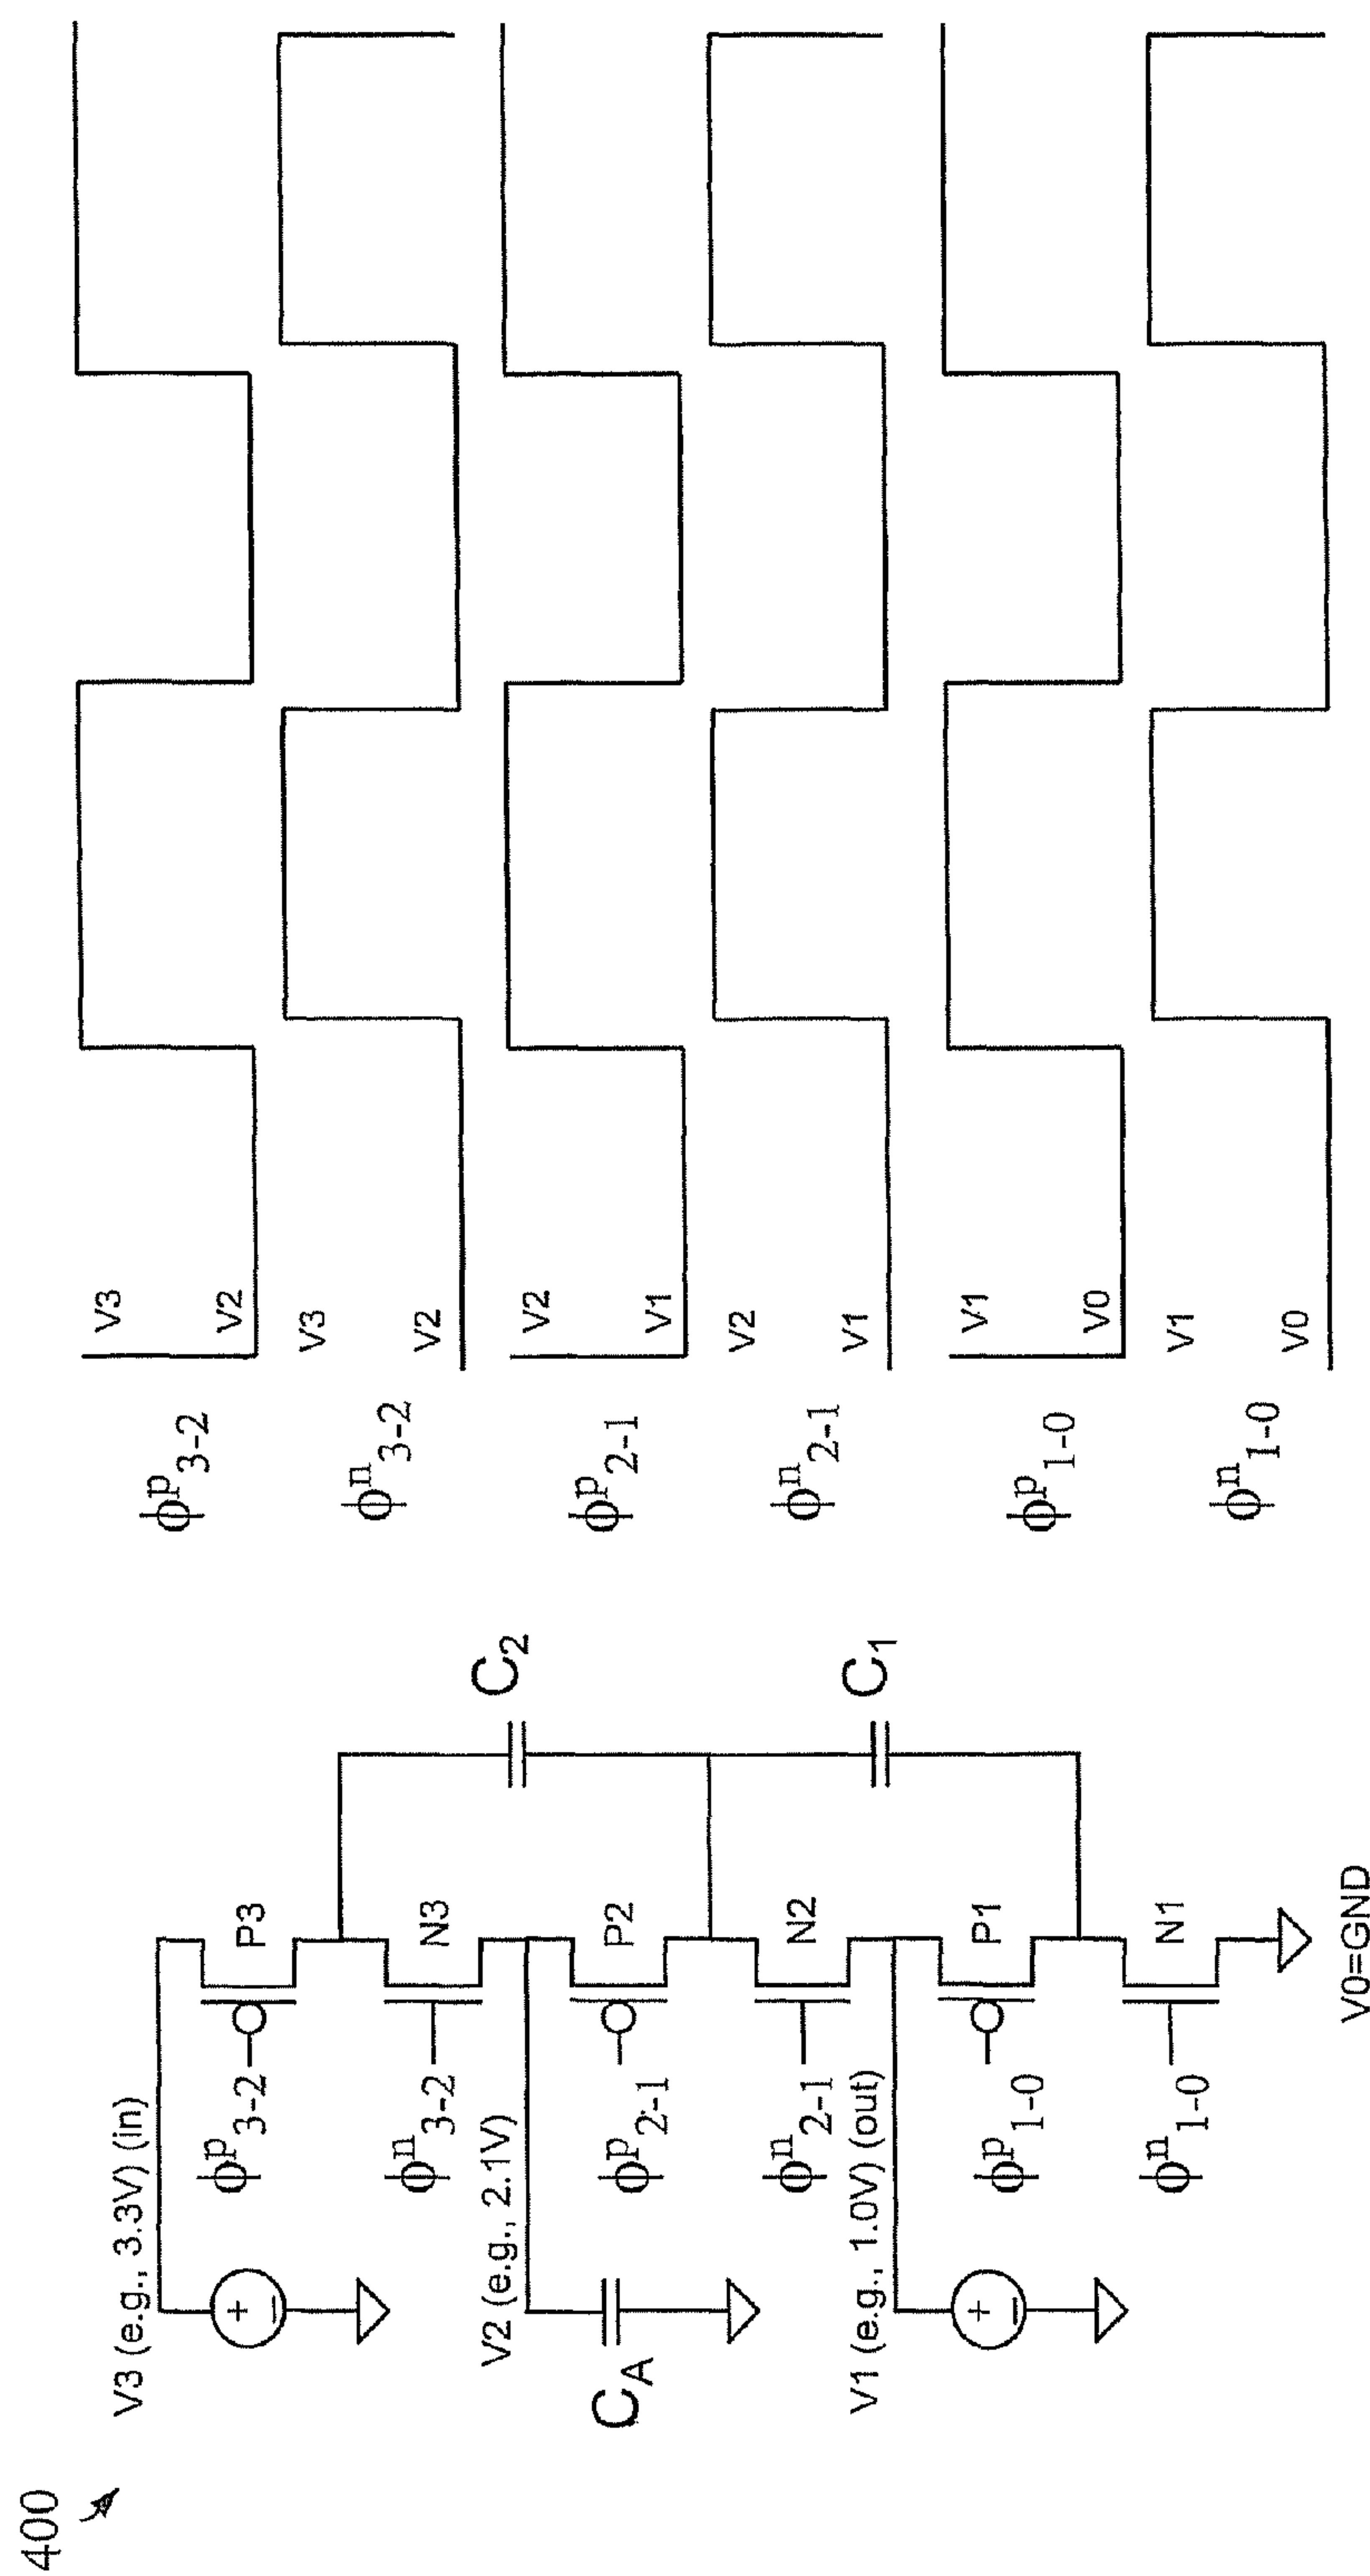 400
V3 (e.g., 3.3V) (in)
ϕᵖ₃₋₂
P3
ϕⁿ₃₋₂
N3
C₂
V2 (e.g., 2.1V)
C_A
ϕᵖ₂₋₁
P2
ϕⁿ₂₋₁
N2
C₁
V1 (e.g., 1.0V) (out)
ϕᵖ₁₋₀
P1
ϕⁿ₁₋₀
N1
V0=GND
ϕᵖ₃₋₂
V3
V2
ϕⁿ₃₋₂
V3
V2
ϕᵖ₂₋₁
V2
V1
ϕⁿ₂₋₁
V2
V1
ϕᵖ₁₋₀
V1
V0
ϕⁿ₁₋₀
V1
V0